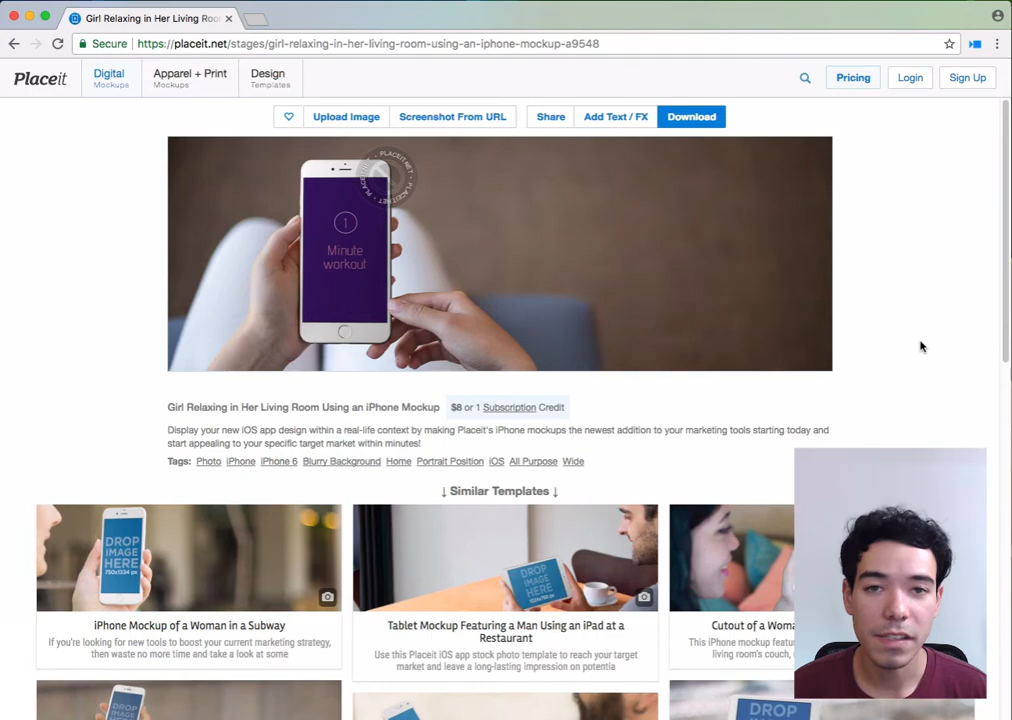 Girl Relaxing in Her Living Roo
Secure
https://placeit.net/stages/girl-relaxing-in-her-living-room-using-an-iphone-mockup-a9548
Placeit
Digital
Mockups
Apparel + Print
Mockups
Design
Templates
Pricing
Login
Sign Up
Upload Image
Screenshot From URL
Share
Add Text / FX
Download
PLACEIT.NET
PLACEIT.NET
1
Minute
workout
Girl Relaxing in Her Living Room Using an iPhone Mockup
$8 or 1 Subscription Credit
Display your new iOS app design within a real-life context by making Placeit's iPhone mockups the newest addition to your marketing tools starting today and
start appealing to your specific target market within minutes!
Tags: Photo iPhone iPhone 6 Blurry Background Home Portrait Position iOS All Purpose Wide
↓ Similar Templates ↓
DROP
IMAGE
HERE
750x1334 px
DROP
IMAGE
HERE
iPhone Mockup of a Woman in a Subway
If you're looking for new tools to boost your current marketing strategy,
then waste no more time and take a look at some
Tablet Mockup Featuring a Man Using an iPad at a
Restaurant
Use this Placeit iOS app stock photo template to reach your target
market and leave a long-lasting impression on potentia
Cutout of a Woma
This iPhone mockup featu
living room's couch,
DROP
DROP